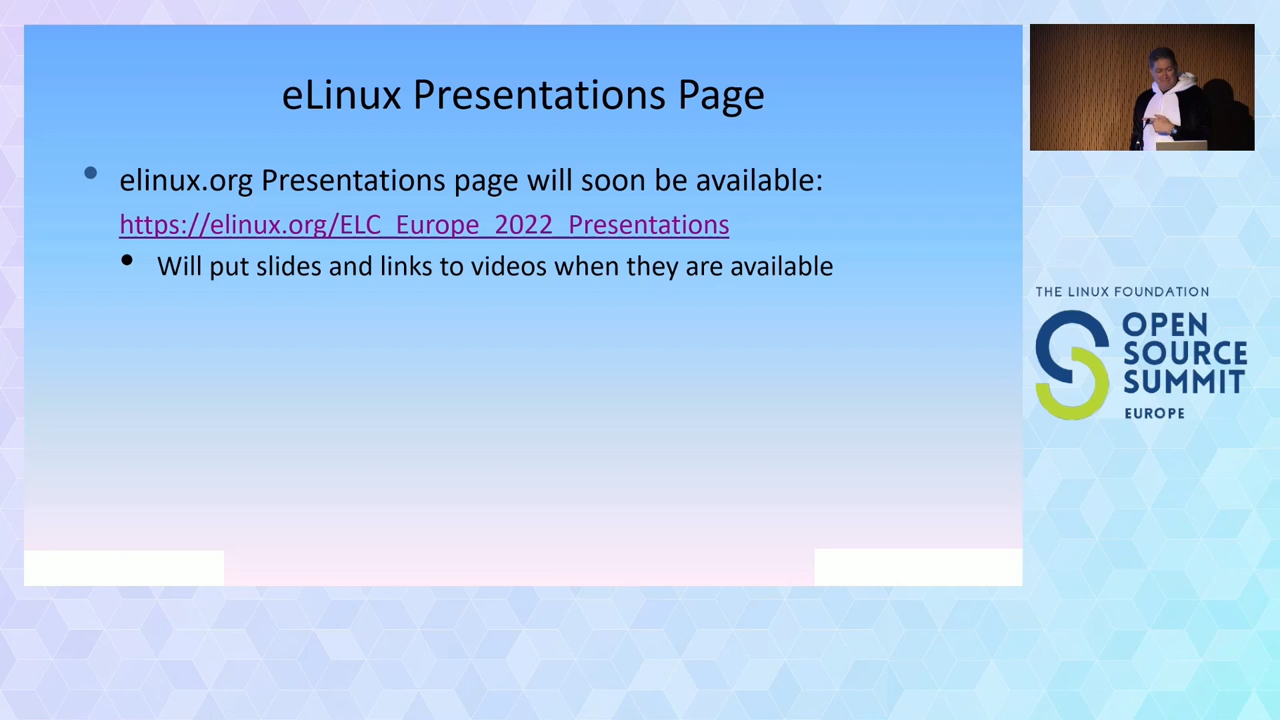 eLinux Presentations Page
elinux.org Presentations page will soon be available:
https://elinux.org/ELC_Europe_2022_Presentations
Will put slides and links to videos when they are available
THE LINUX FOUNDATION
OPEN
SOURCE
SUMMIT
EUROPE